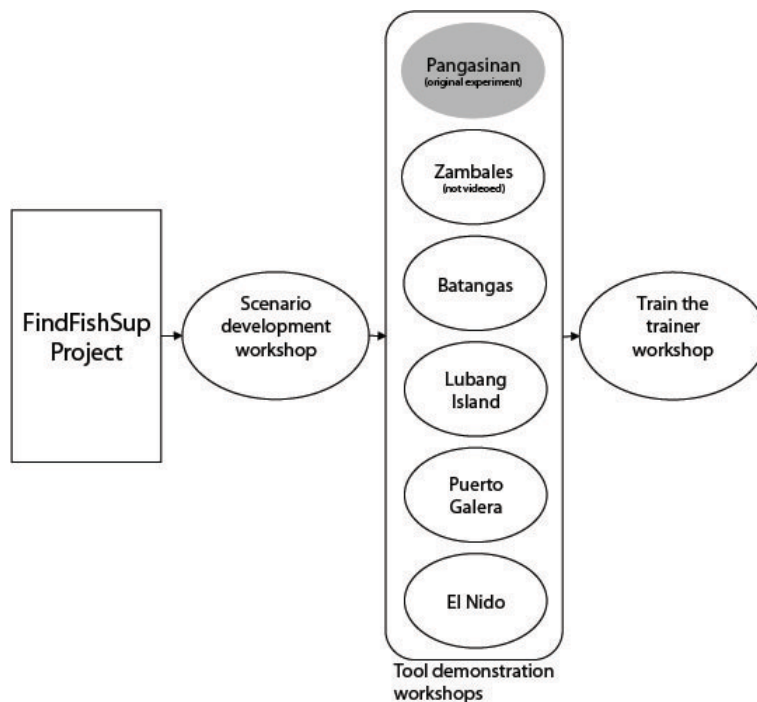 FindFishSup
Project
Scenario
development
workshop
Pangasinan
(original experiment)
Zambales
(not videoed)
Batangas
Lubang
Island
Puerto
Galera
El Nido
Tool demonstration
workshops
Train the
trainer
workshop